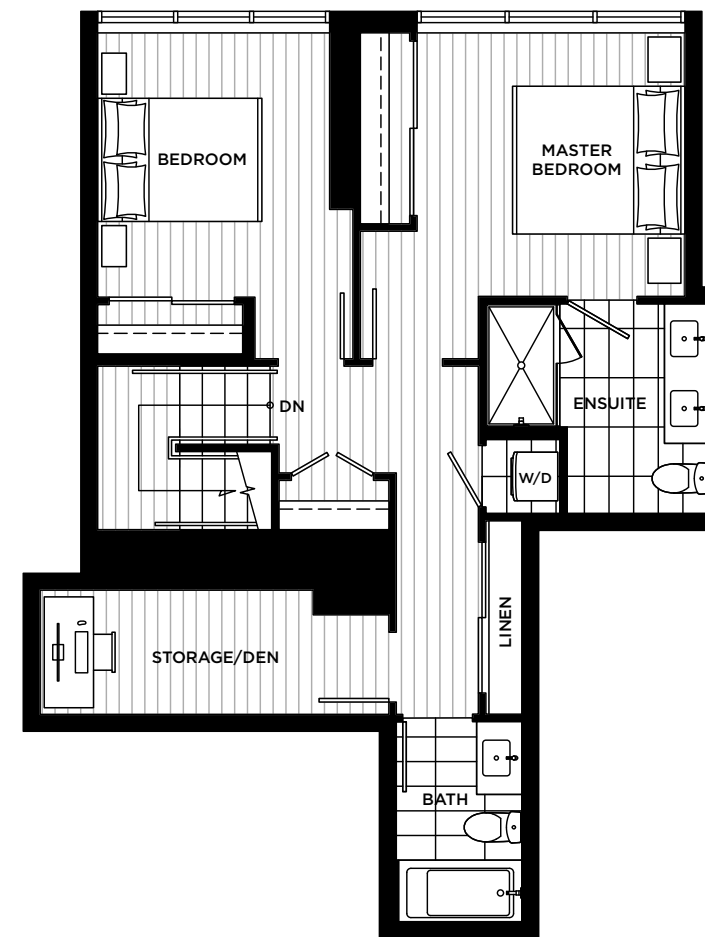 BEDROOM
MASTER
BEDROOM
DN
ENSUITE
W/D
LINEN
STORAGE/DEN
BATH